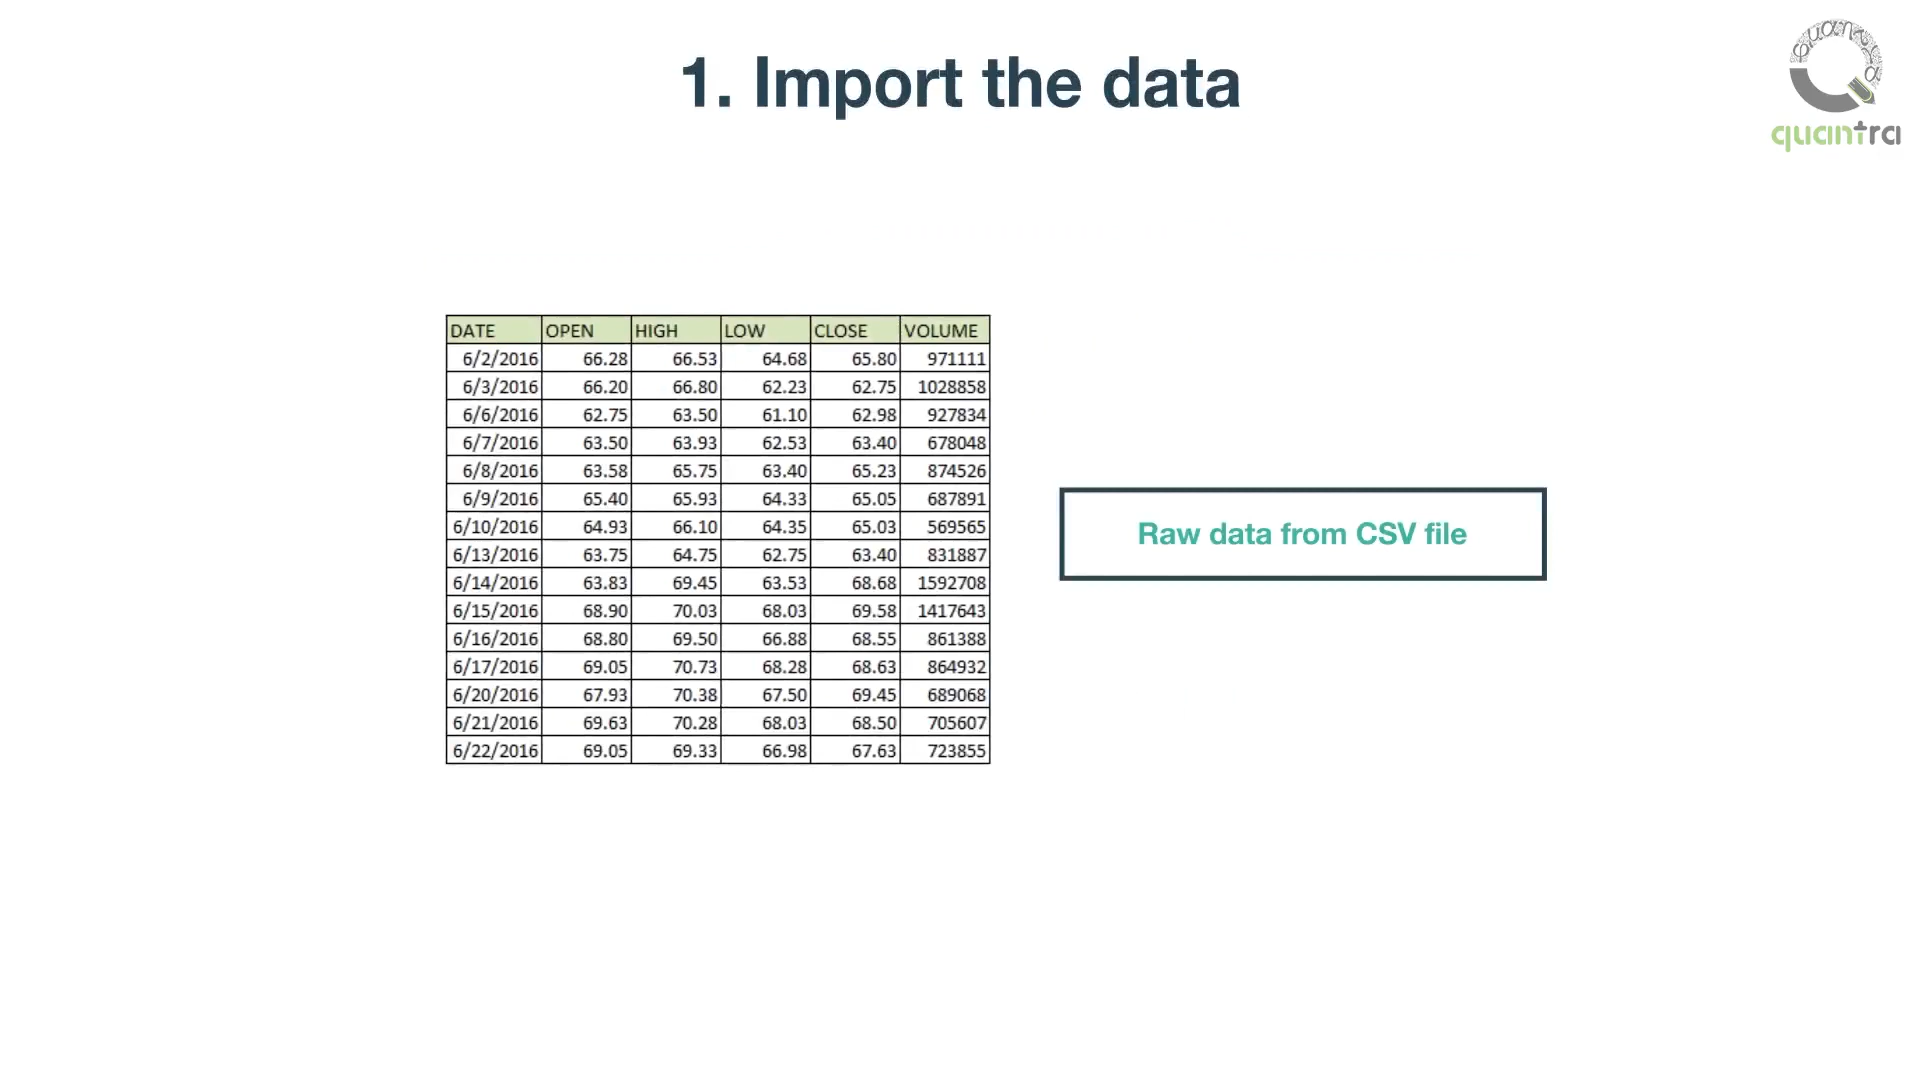 1. Import the data
quantra
DATE OPEN HIGH LOW CLOSE VOLUME
6/2/2016 66.28 66.53 64.68 65.80 971111
6/3/2016 66.20 66.80 62.23 62.75 1028858
6/6/2016 62.75 63.50 61.10 62.98 927834
6/7/2016 63.50 63.93 62.53 63.40 678048
6/8/2016 63.58 65.75 63.40 65.23 874526
6/9/2016 65.40 65.93 64.33 65.05 687891
6/10/2016 64.93 66.10 64.35 65.03 569565
6/13/2016 63.75 64.75 62.75 63.40 831887
6/14/2016 63.83 69.45 63.53 68.68 1592708
6/15/2016 68.90 70.03 68.03 69.58 1417643
6/16/2016 68.80 69.50 66.88 68.55 861388
6/17/2016 69.05 70.73 68.28 68.63 864932
6/20/2016 67.93 70.38 67.50 69.45 689068
6/21/2016 69.63 70.28 68.03 68.50 705607
6/22/2016 69.05 69.33 66.98 67.63 723855
Raw data from CSV file